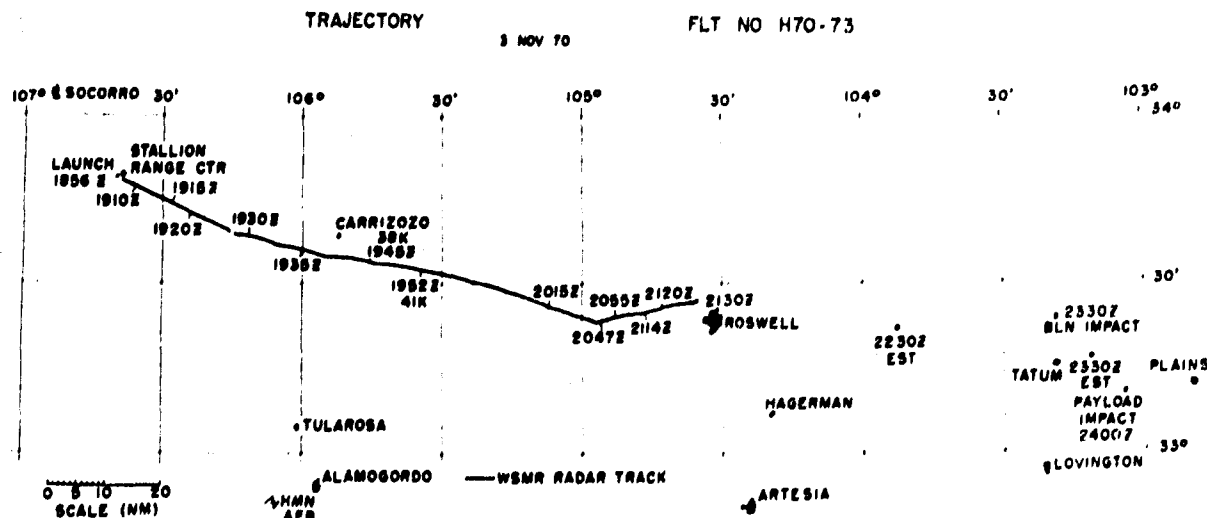 TRAJECTORY
FLT NO H70-73
3 NOV 70
107° SOCORRO 30' 106° 30' 105° 30' 104° 30' 103°
34°
LAUNCH
1856 Z
STALLION
RANGE CTR
1910Z
1915Z
1920Z
1930Z
1935Z
CARRIZOZO
38K
1945Z
1952Z
41K
2015Z
2047Z
2055Z
2114Z
2120Z
2130Z
ROSWELL
30'
2230Z
EST
2330Z
BLN IMPACT
TATUM
2330Z
EST
PLAINS
PAYLOAD
IMPACT
2400Z
HAGERMAN
TULAROSA
33°
LOVINGTON
ALAMOGORDO
WSMR RADAR TRACK
HMN
AFB
ARTESIA
0 5 10 20
SCALE (NM)